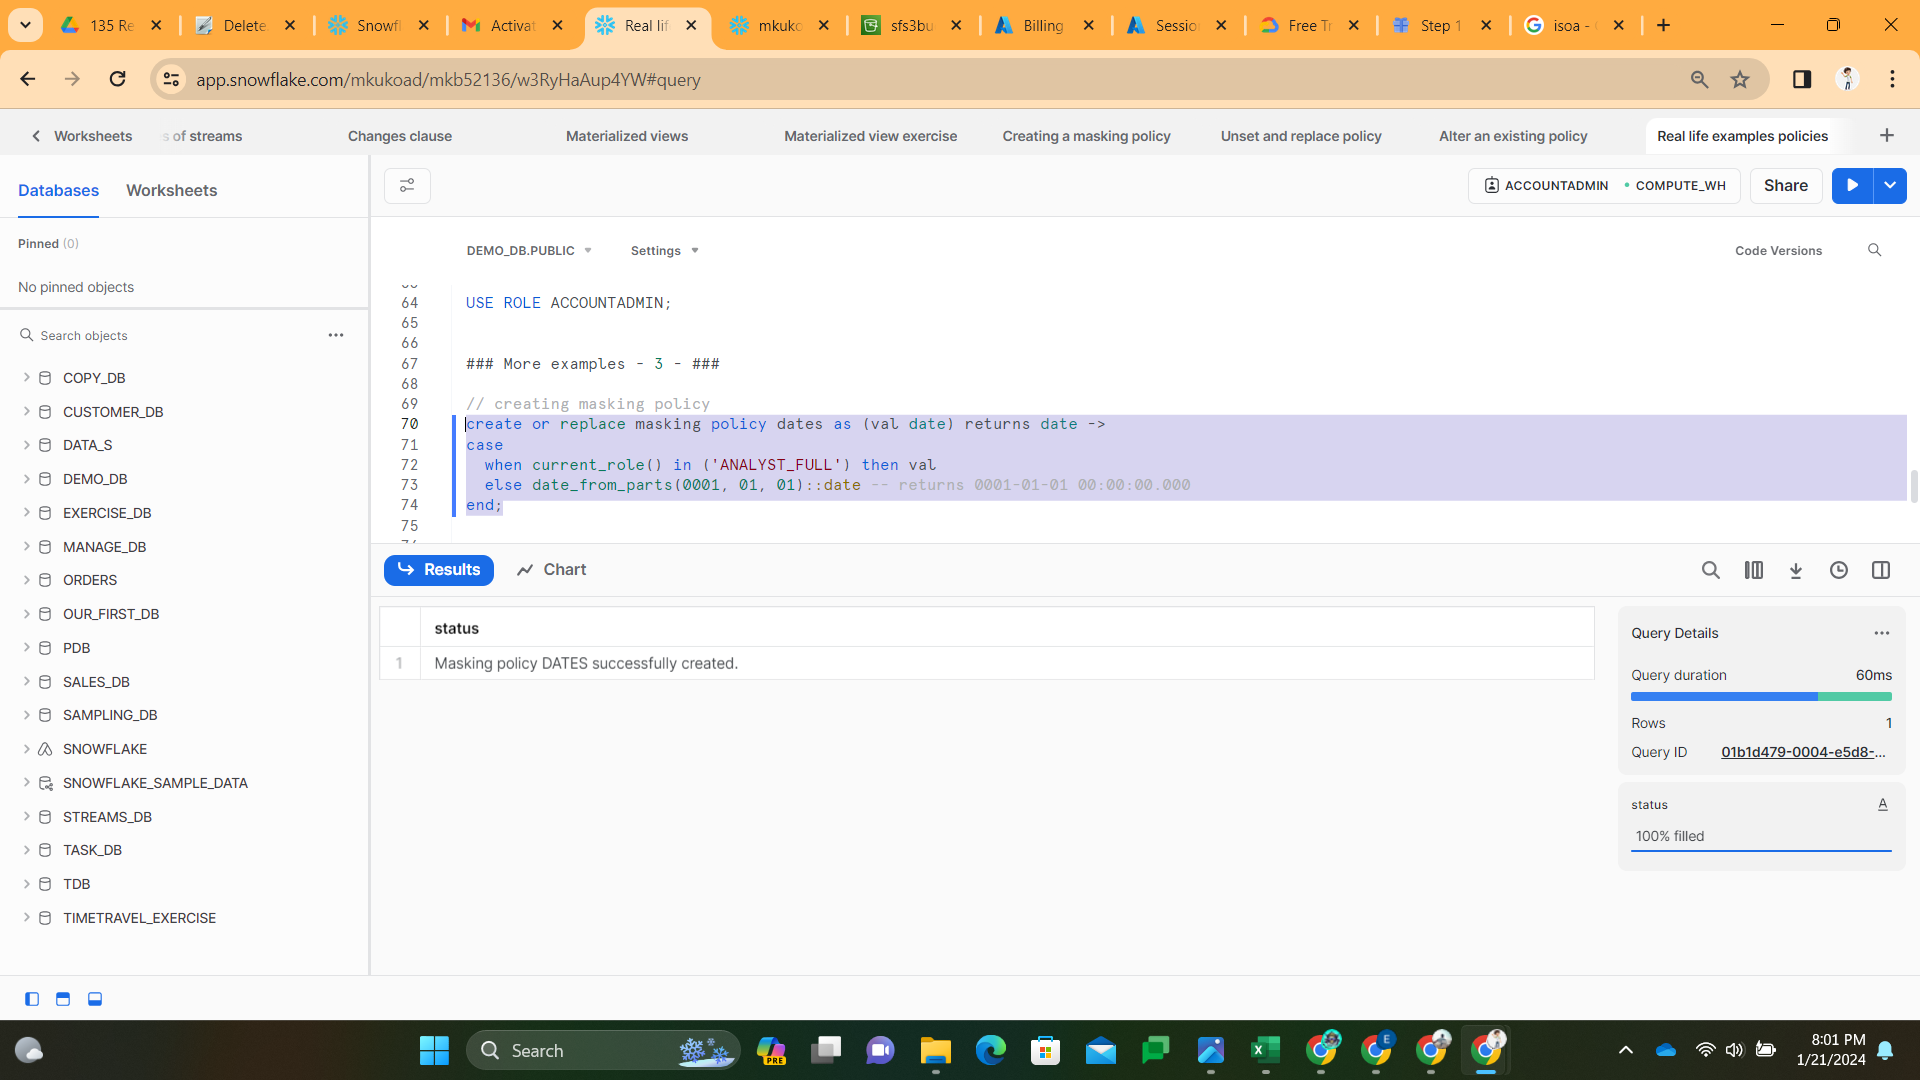 135 Re
Delete
Snowfl
Activat
Real lif
mkuko
sfs3bu
Billing
Sessio
Free Tr
Step 1
isoa -
app.snowflake.com/mkukoad/mkb52136/w3RyHaAup4YW#query
Worksheets
s of streams
Changes clause
Materialized views
Materialized view exercise
Creating a masking policy
Unset and replace policy
Alter an existing policy
Real life examples policies
Databases
Worksheets
ACCOUNTADMIN
COMPUTE_WH
Share
Pinned (0)
No pinned objects
Search objects
COPY_DB
CUSTOMER_DB
DATA_S
DEMO_DB
EXERCISE_DB
MANAGE_DB
ORDERS
OUR_FIRST_DB
PDB
SALES_DB
SAMPLING_DB
SNOWFLAKE
SNOWFLAKE_SAMPLE_DATA
STREAMS_DB
TASK_DB
TDB
TIMETRAVEL_EXERCISE
DEMO_DB.PUBLIC
Settings
Code Versions
64 USE ROLE ACCOUNTADMIN;
65
66
67 ### More examples - 3 - ###
68
69 // creating masking policy
70 create or replace masking policy dates as (val date) returns date ->
71 case
72 when current_role() in ('ANALYST_FULL') then val
73 else date_from_parts(0001, 01, 01)::date -- returns 0001-01-01 00:00:00.000
74 end;
75
Results
Chart
status
1 Masking policy DATES successfully created.
Query Details
Query duration 60ms
Rows 1
Query ID 01b1d479-0004-e5d8-...
status A
100% filled
Search
PRE
E
8:01 PM
1/21/2024